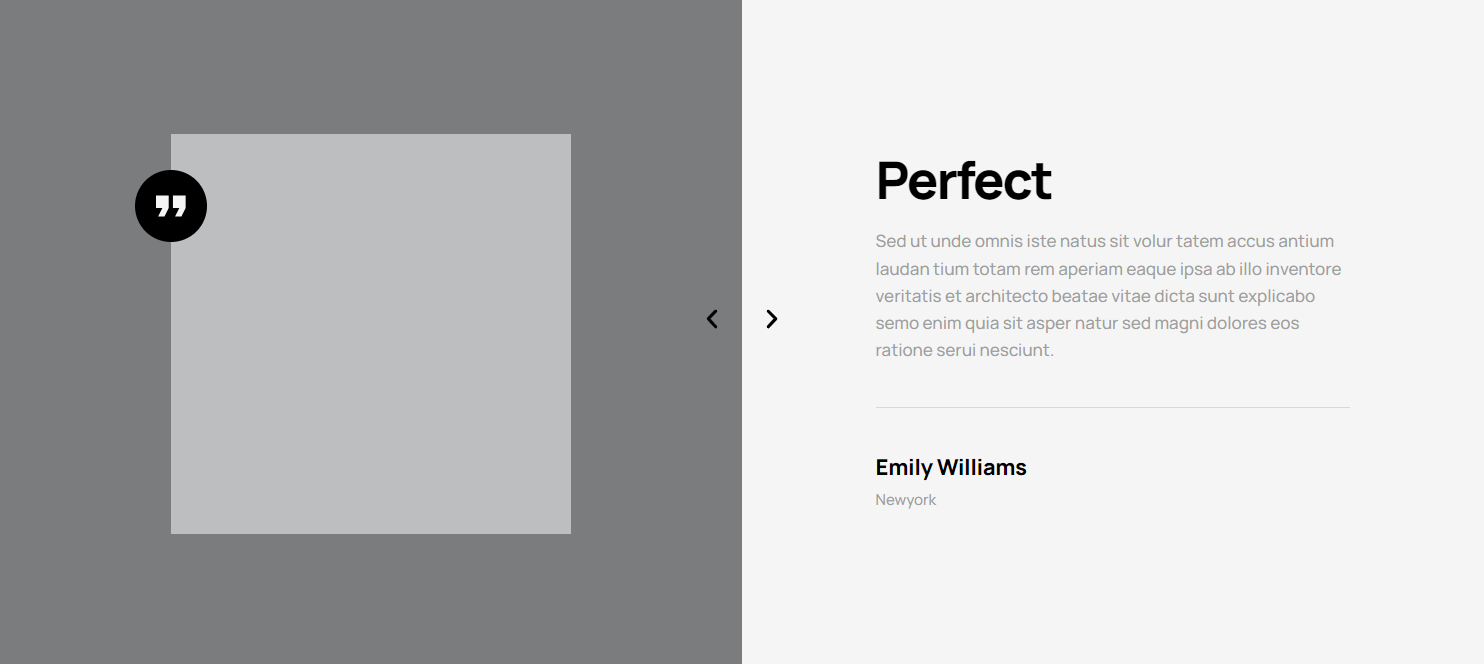 ”
Perfect
Sed ut unde omnis iste natus sit volur tatem accus antium
laudan tium totam rem aperiam eaque ipsa ab illo inventore
veritatis et architecto beatae vitae dicta sunt explicabo
semo enim quia sit asper natur sed magni dolores eos
ratione serui nesciunt.
Emily Williams
Newyork